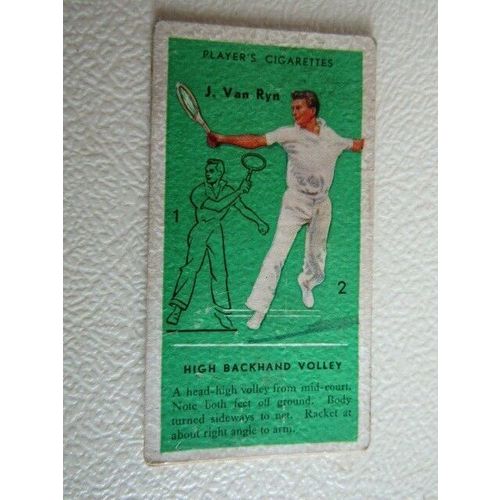 PLAYER'S CIGARETTES
J. Van Ryn
1
2
HIGH BACKHAND VOLLEY
A head-high volley from mid-court.
Note both feet off ground. Body
turned sideways to net. Racket at
about right angle to arm.